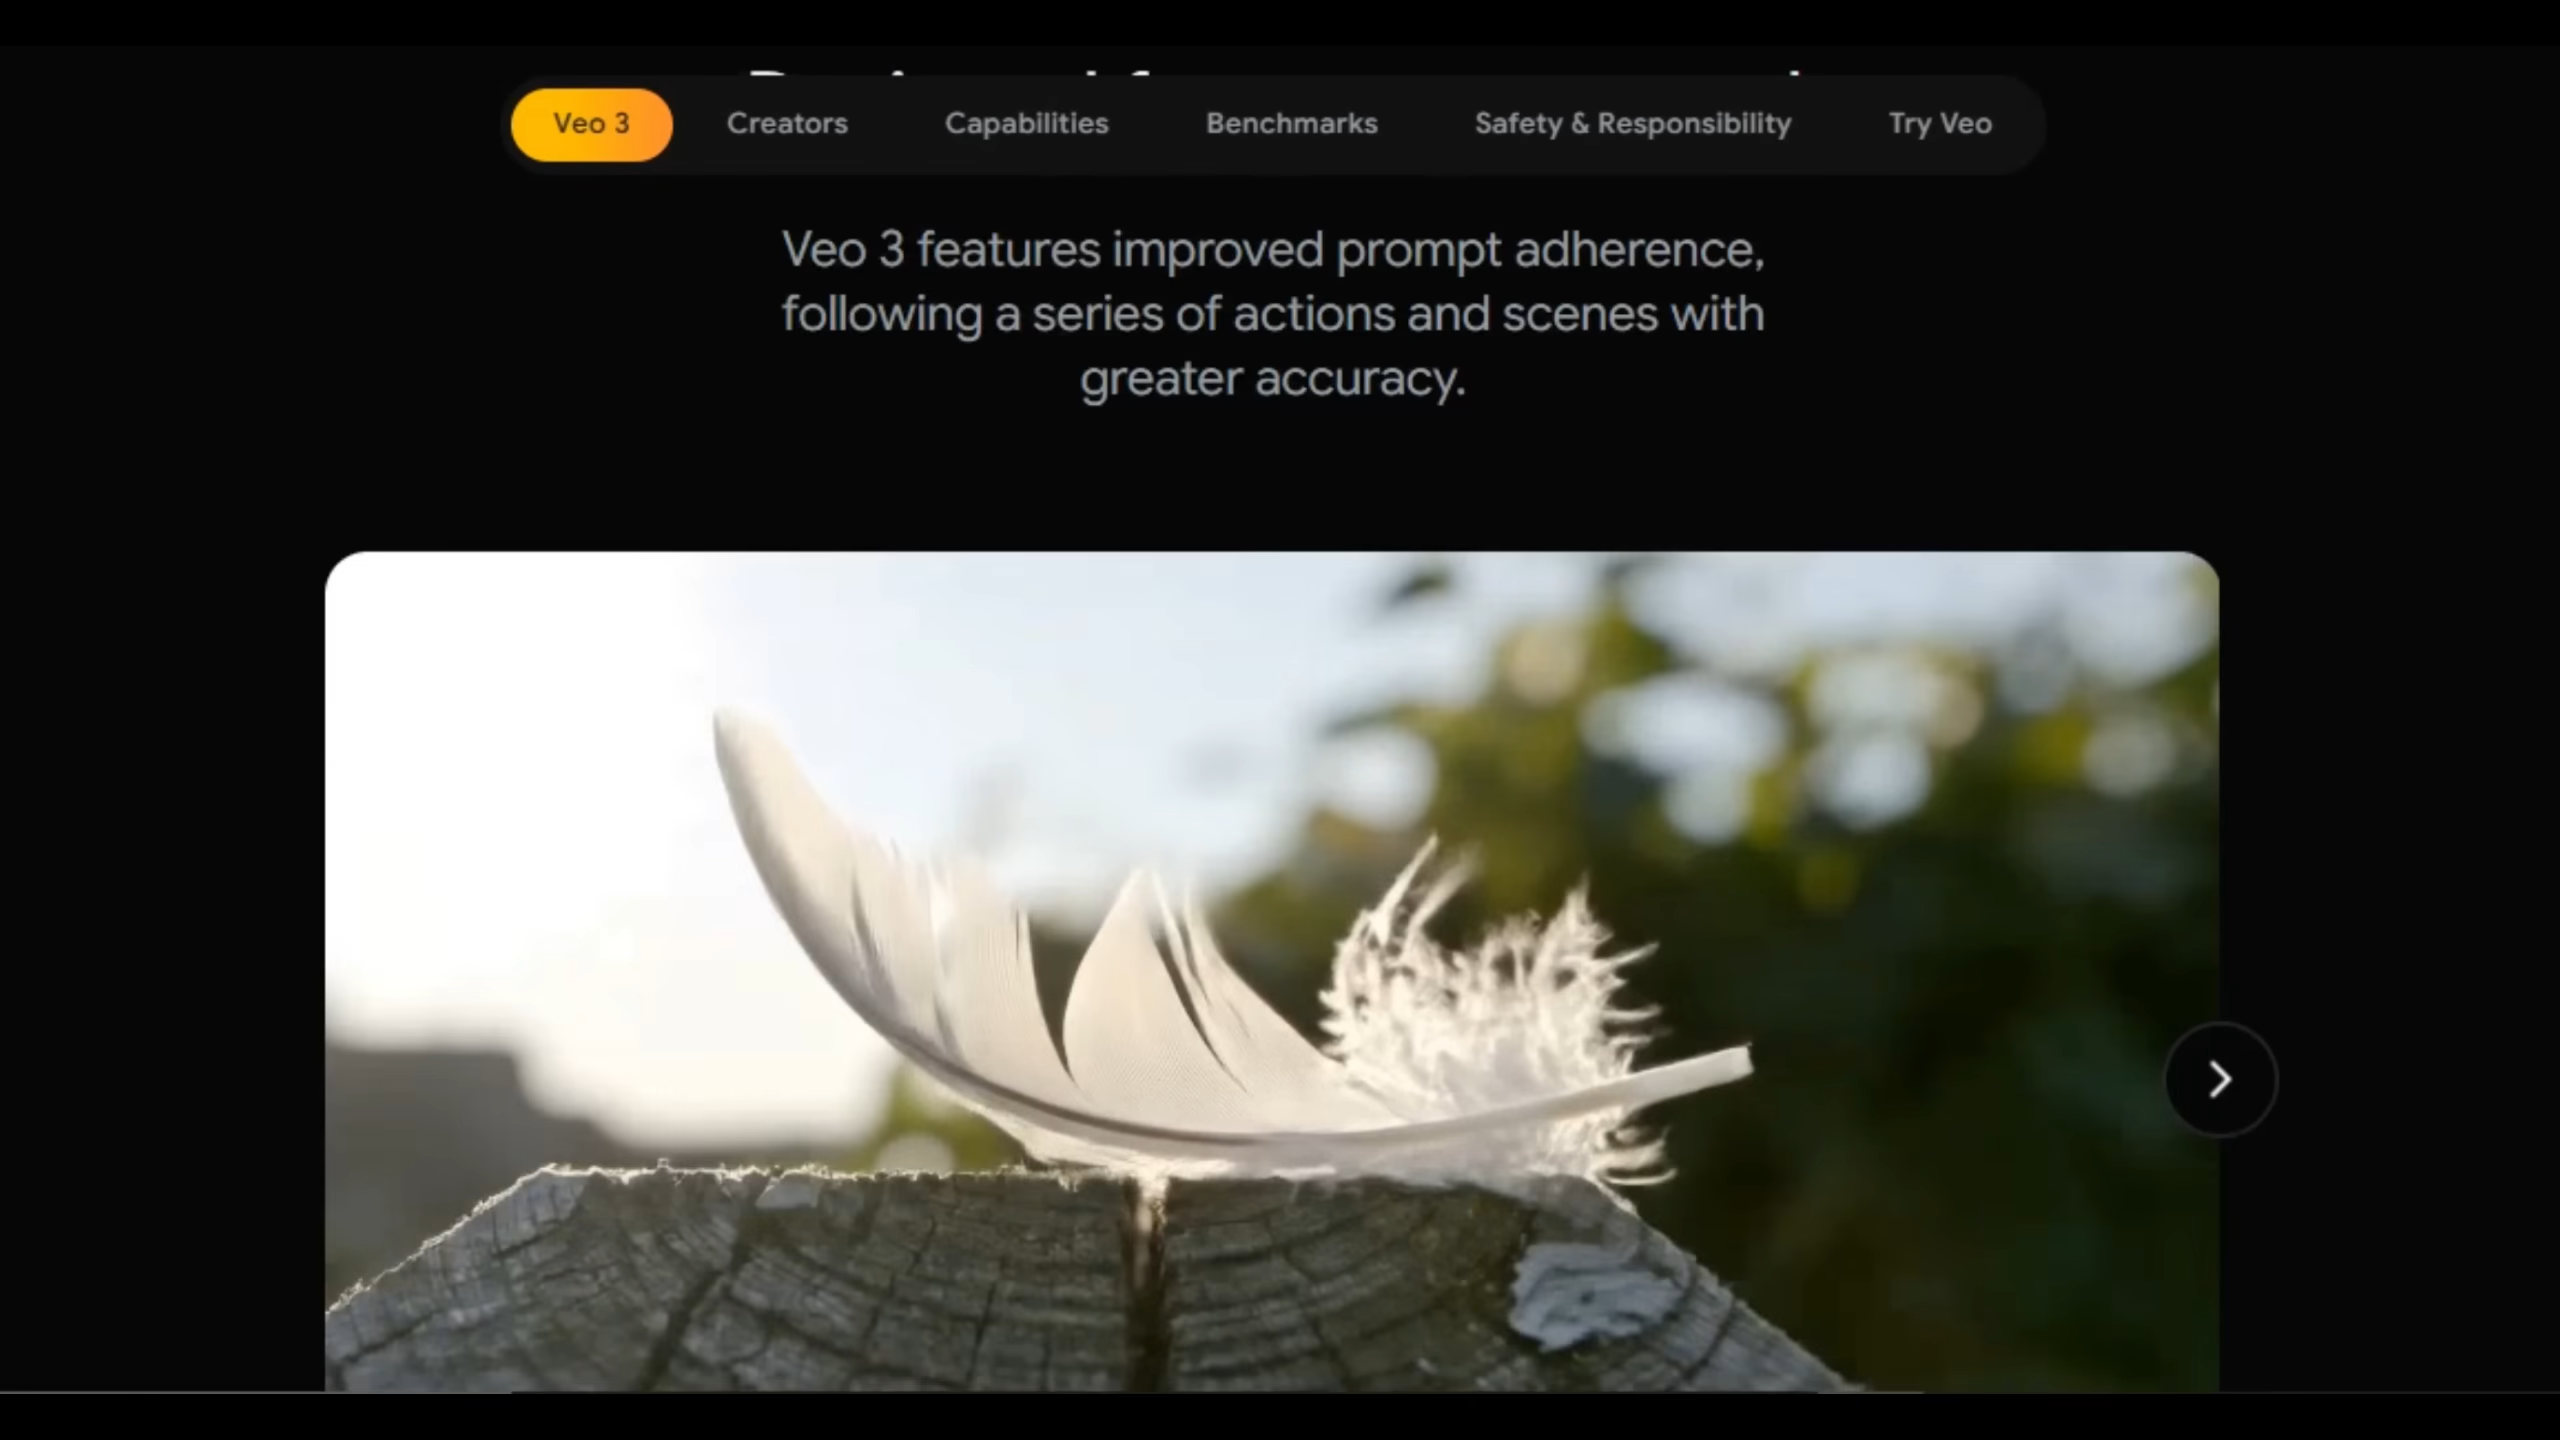 Veo 3
Creators
Capabilities
Benchmarks
Safety & Responsibility
Try Veo
Veo 3 features improved prompt adherence,
following a series of actions and scenes with
greater accuracy.